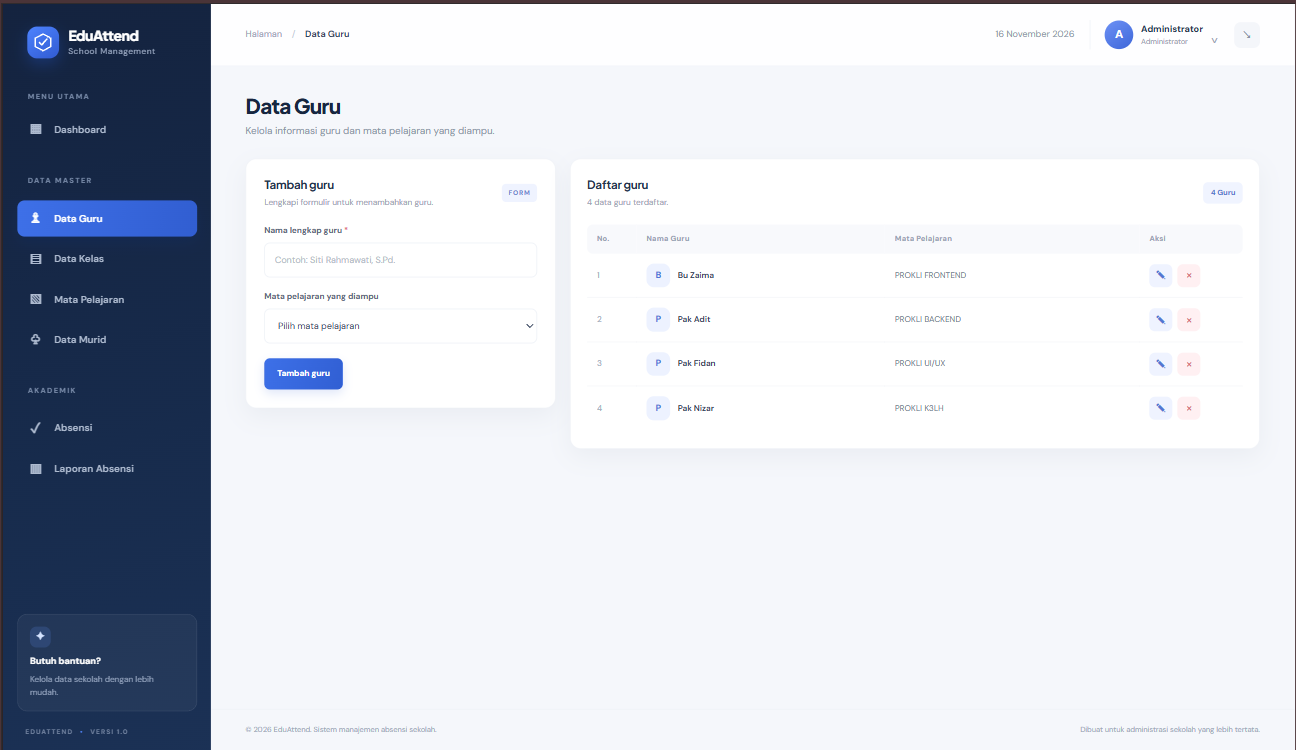 EduAttend
School Management
MENU UTAMA
Dashboard
DATA MASTER
Data Guru
Data Kelas
Mata Pelajaran
Data Murid
AKADEMIK
Absensi
Laporan Absensi
Butuh bantuan?
Kelola data sekolah dengan lebih
mudah.
EDUATTEND • VERSI 1.0
Halaman / Data Guru
16 November 2026
A
Administrator
Administrator
Data Guru
Kelola informasi guru dan mata pelajaran yang diampu.
Tambah guru
Lengkapi formulir untuk menambahkan guru.
FORM
Nama lengkap guru *
Contoh: Siti Rahmawati, S.Pd.
Mata pelajaran yang diampu
Pilih mata pelajaran
Tambah guru
Daftar guru
4 data guru terdaftar.
4 Guru
No. Nama Guru Mata Pelajaran Aksi
1 B Bu Zaima PROKLI FRONTEND ×
2 P Pak Adit PROKLI BACKEND ×
3 P Pak Fidan PROKLI UI/UX ×
4 P Pak Nizar PROKLI K3LH ×
© 2026 EduAttend. Sistem manajemen absensi sekolah.
Dibuat untuk administrasi sekolah yang lebih tertata.